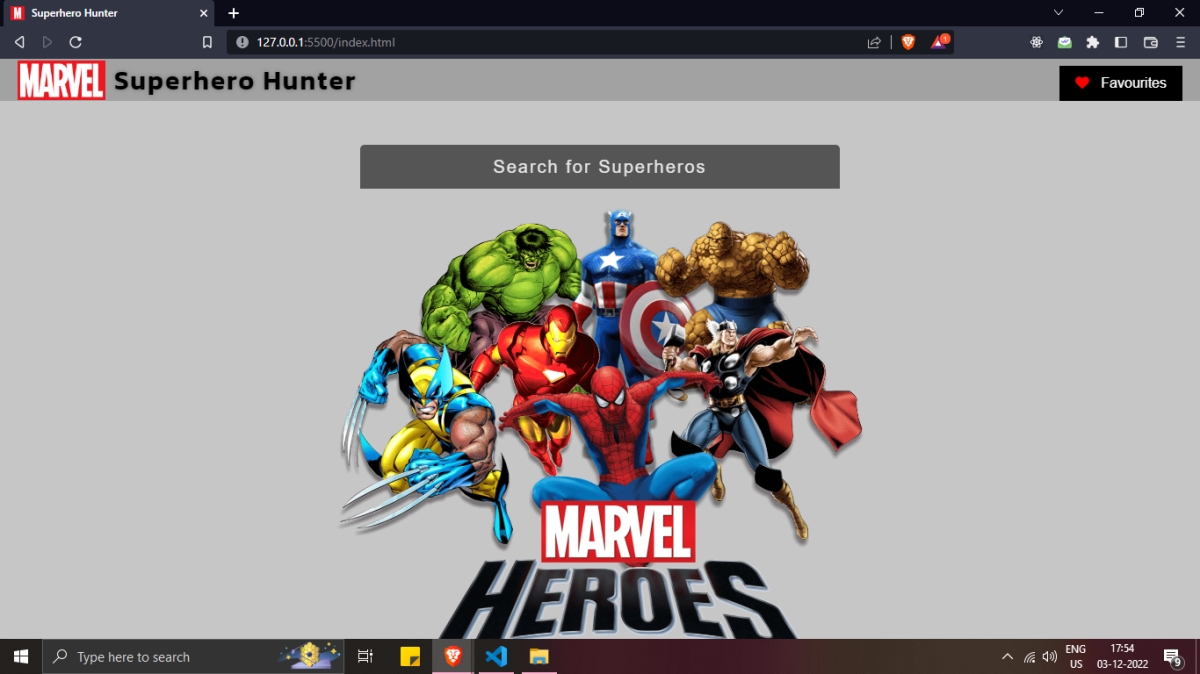 Superhero Hunter
127.0.0.1:5500/index.html
1
MARVEL Superhero Hunter
Favourites
Search for Superheros
MARVEL
HEROES
Type here to search
ENG
US
17:54
03-12-2022
9